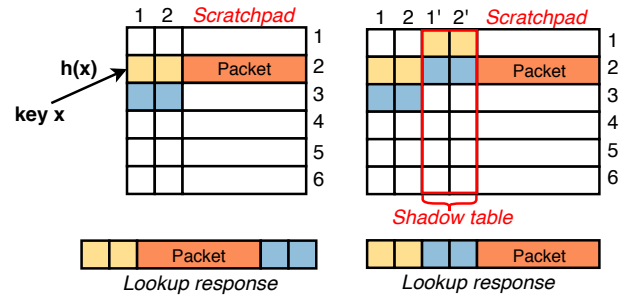 1 2 Scratchpad
1
h(x)
Packet 2
3
key x
4
5
6
Packet
Lookup response
1 2 1' 2' Scratchpad
1
Packet 2
3
4
5
6
Shadow table
Packet
Lookup response